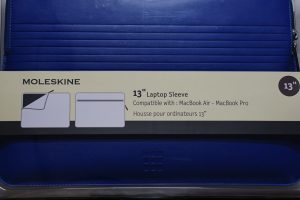 MOLESKINE
13" Laptop Sleeve
13"
Compatible with : MacBook Air - MacBook Pro
Housse pour ordinateurs 13"